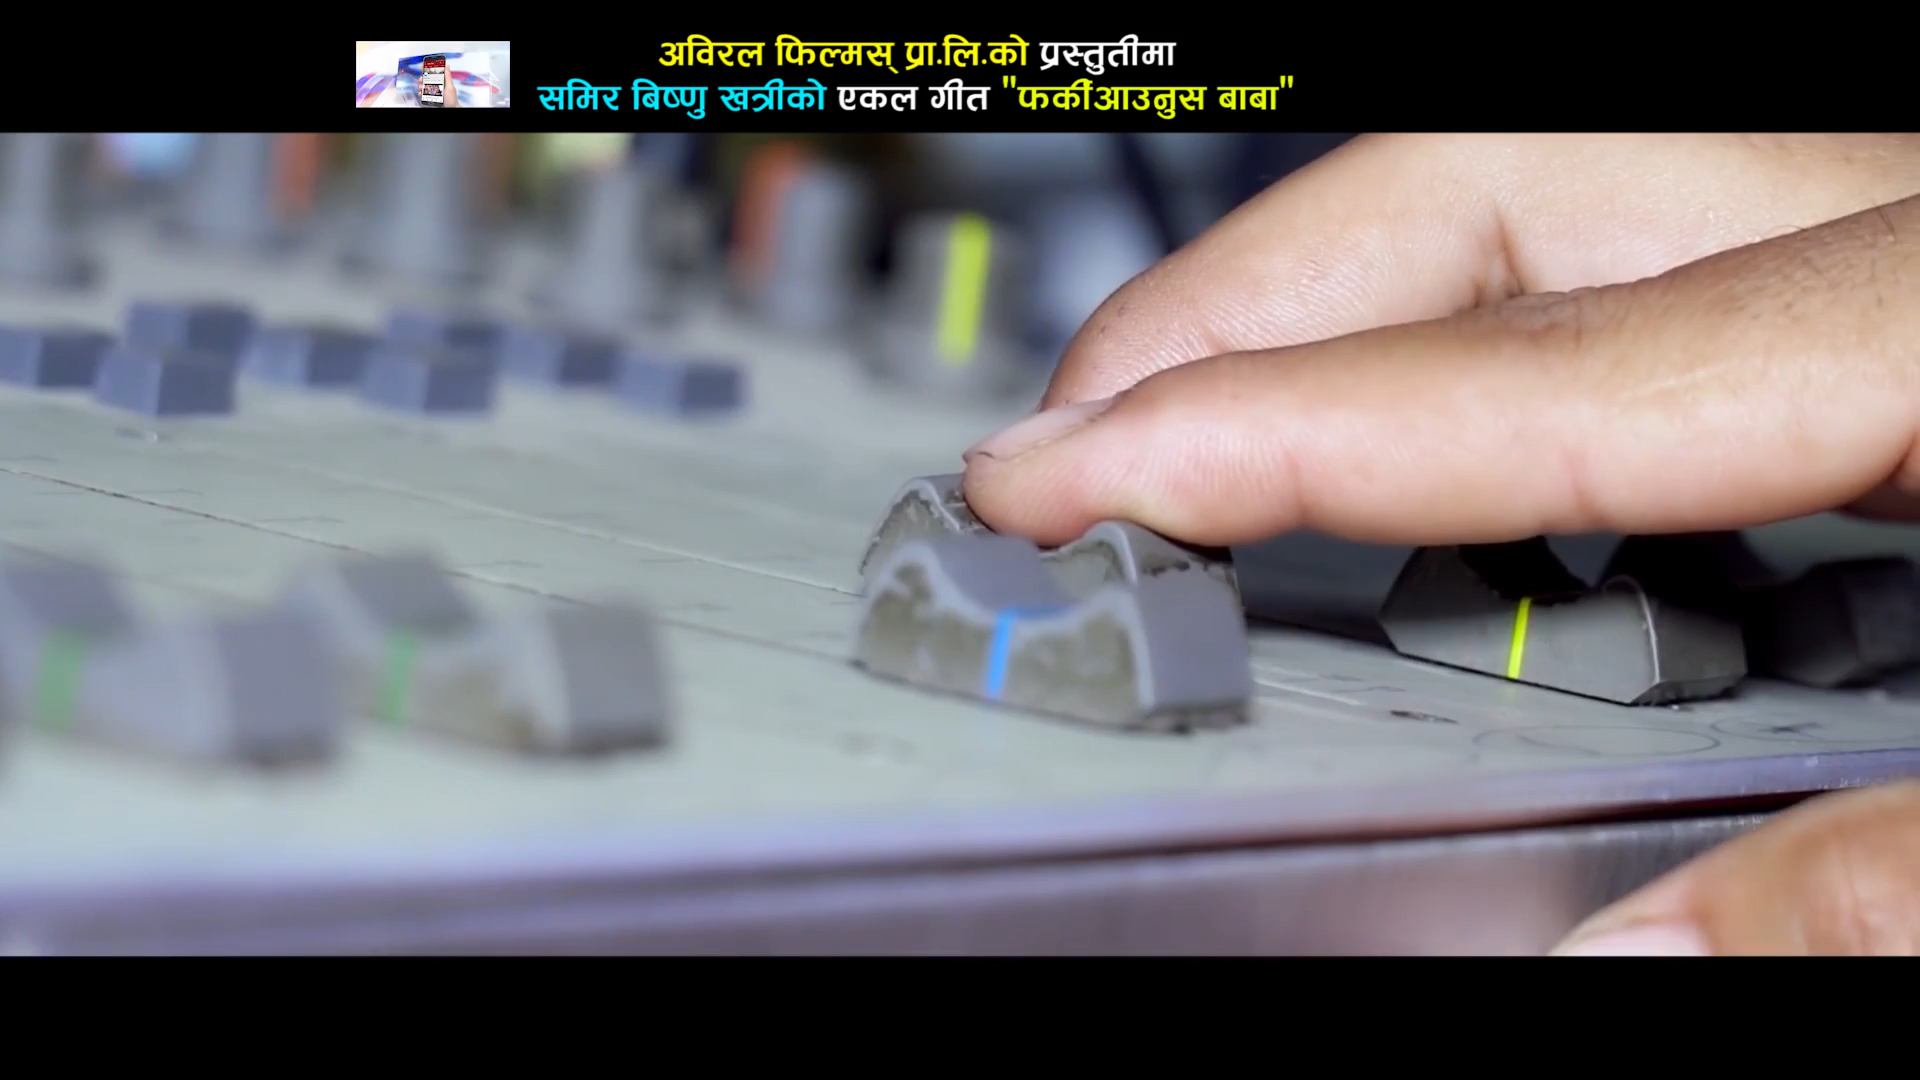 अविरल फिल्मस् प्रा.लि.को प्रस्तुतीमा
समिर बिष्णु खत्रीको एकल गीत "फर्कीआउनुस बाबा"